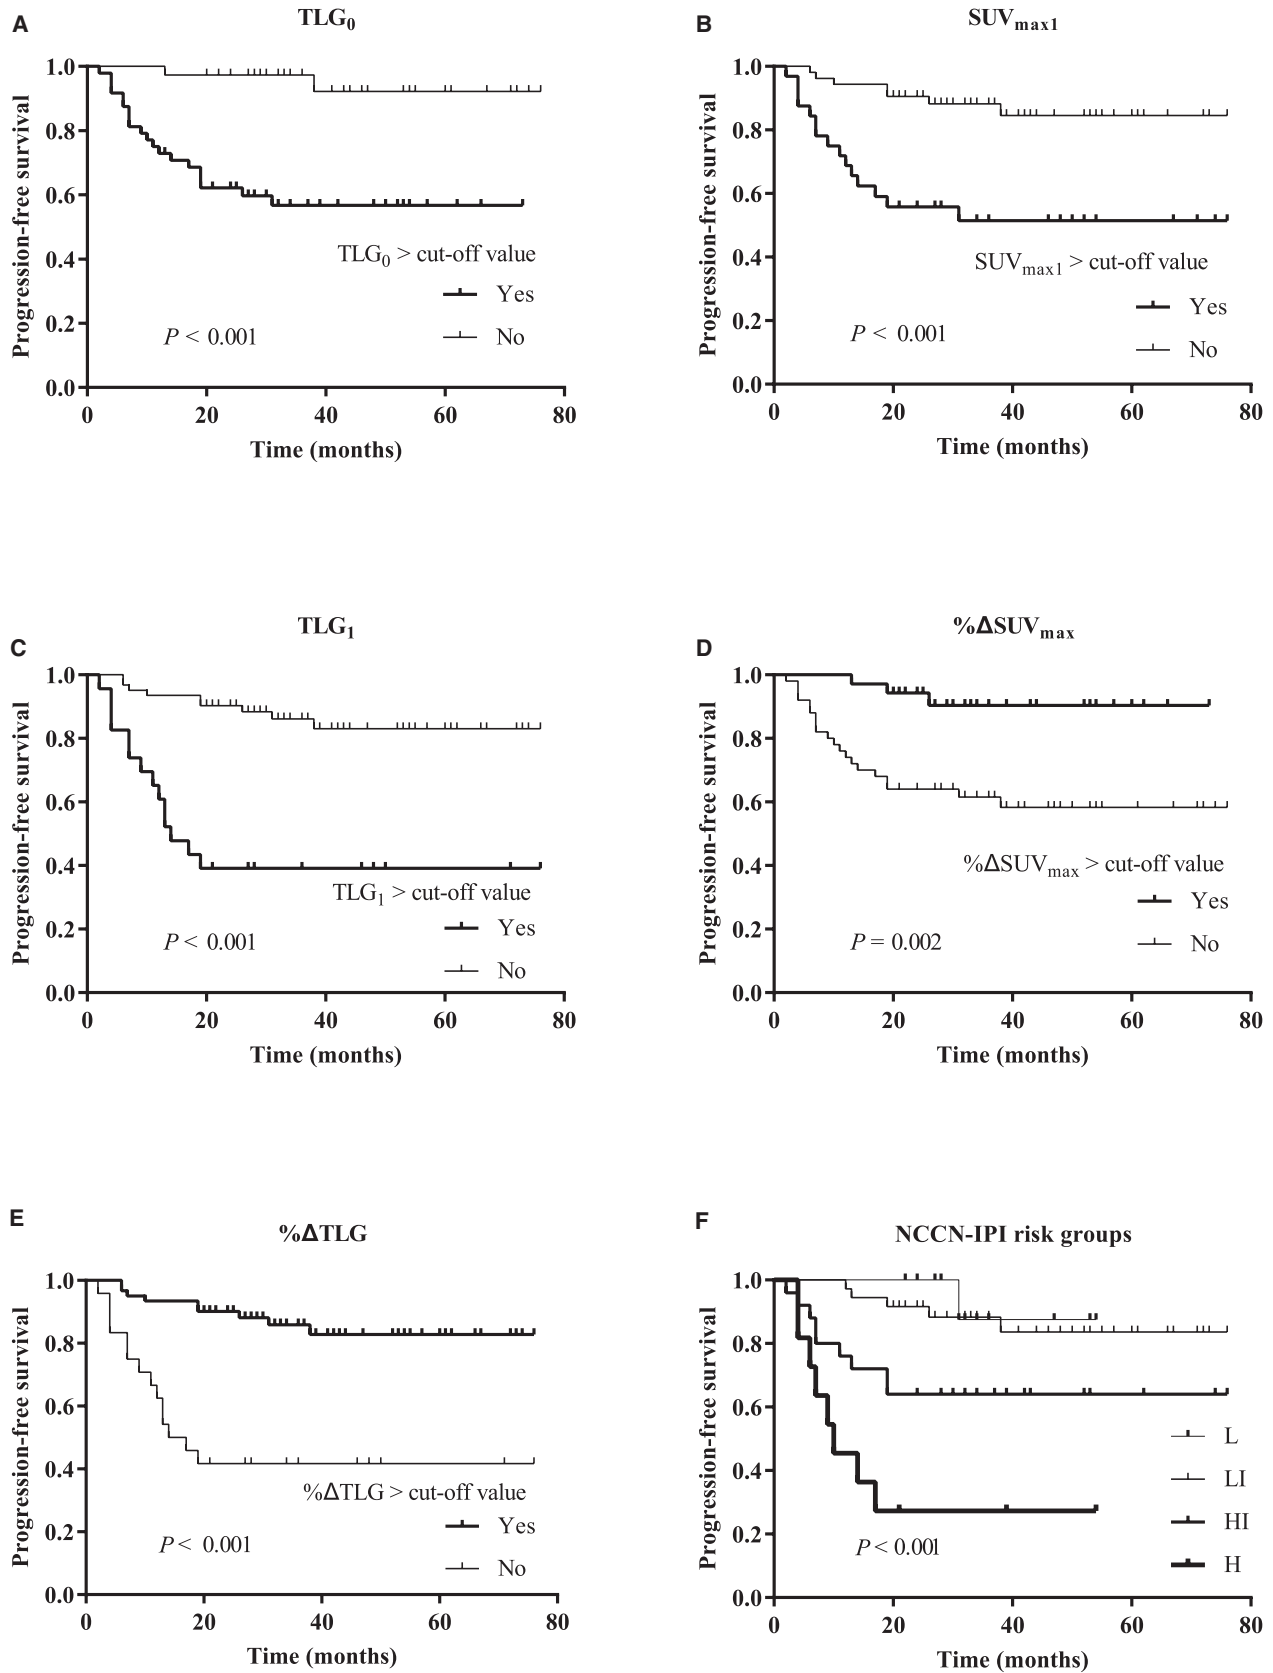 A
TLG0
Progression-free survival
1.0
0.8
0.6
0.4
0.2
0.0
TLG0 > cut-off value
Yes
No
P < 0.001
0 20 40 60 80
Time (months)
B
SUVmax1
Progression-free survival
1.0
0.8
0.6
0.4
0.2
0.0
SUVmax1 > cut-off value
Yes
No
P < 0.001
0 20 40 60 80
Time (months)
C
TLG1
Progression-free survival
1.0
0.8
0.6
0.4
0.2
0.0
TLG1 > cut-off value
Yes
No
P < 0.001
0 20 40 60 80
Time (months)
D
%ΔSUVmax
Progression-free survival
1.0
0.8
0.6
0.4
0.2
0.0
%ΔSUVmax > cut-off value
Yes
No
P = 0.002
0 20 40 60 80
Time (months)
E
%ΔTLG
Progression-free survival
1.0
0.8
0.6
0.4
0.2
0.0
%ΔTLG > cut-off value
Yes
No
P < 0.001
0 20 40 60 80
Time (months)
F
NCCN-IPI risk groups
Progression-free survival
1.0
0.8
0.6
0.4
0.2
0.0
L
LI
HI
H
P < 0.001
0 20 40 60 80
Time (months)